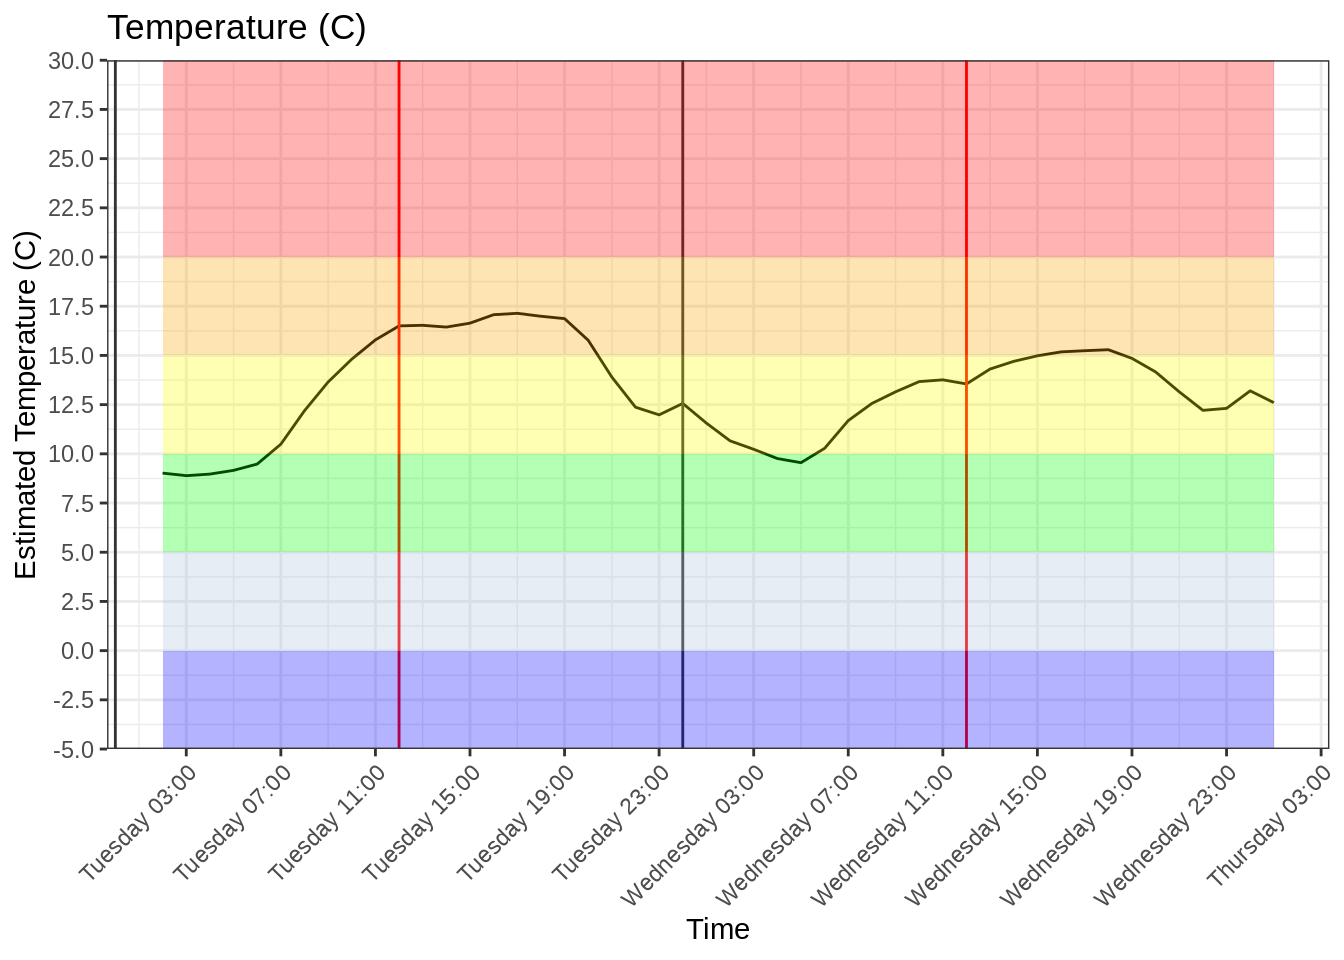 Temperature (C)
Estimated Temperature (C)
30.0
27.5
25.0
22.5
20.0
17.5
15.0
12.5
10.0
7.5
5.0
2.5
0.0
-2.5
-5.0
Tuesday 03:00
Tuesday 07:00
Tuesday 11:00
Tuesday 15:00
Tuesday 19:00
Tuesday 23:00
Wednesday 03:00
Wednesday 07:00
Wednesday 11:00
Wednesday 15:00
Wednesday 19:00
Wednesday 23:00
Thursday 03:00
Time